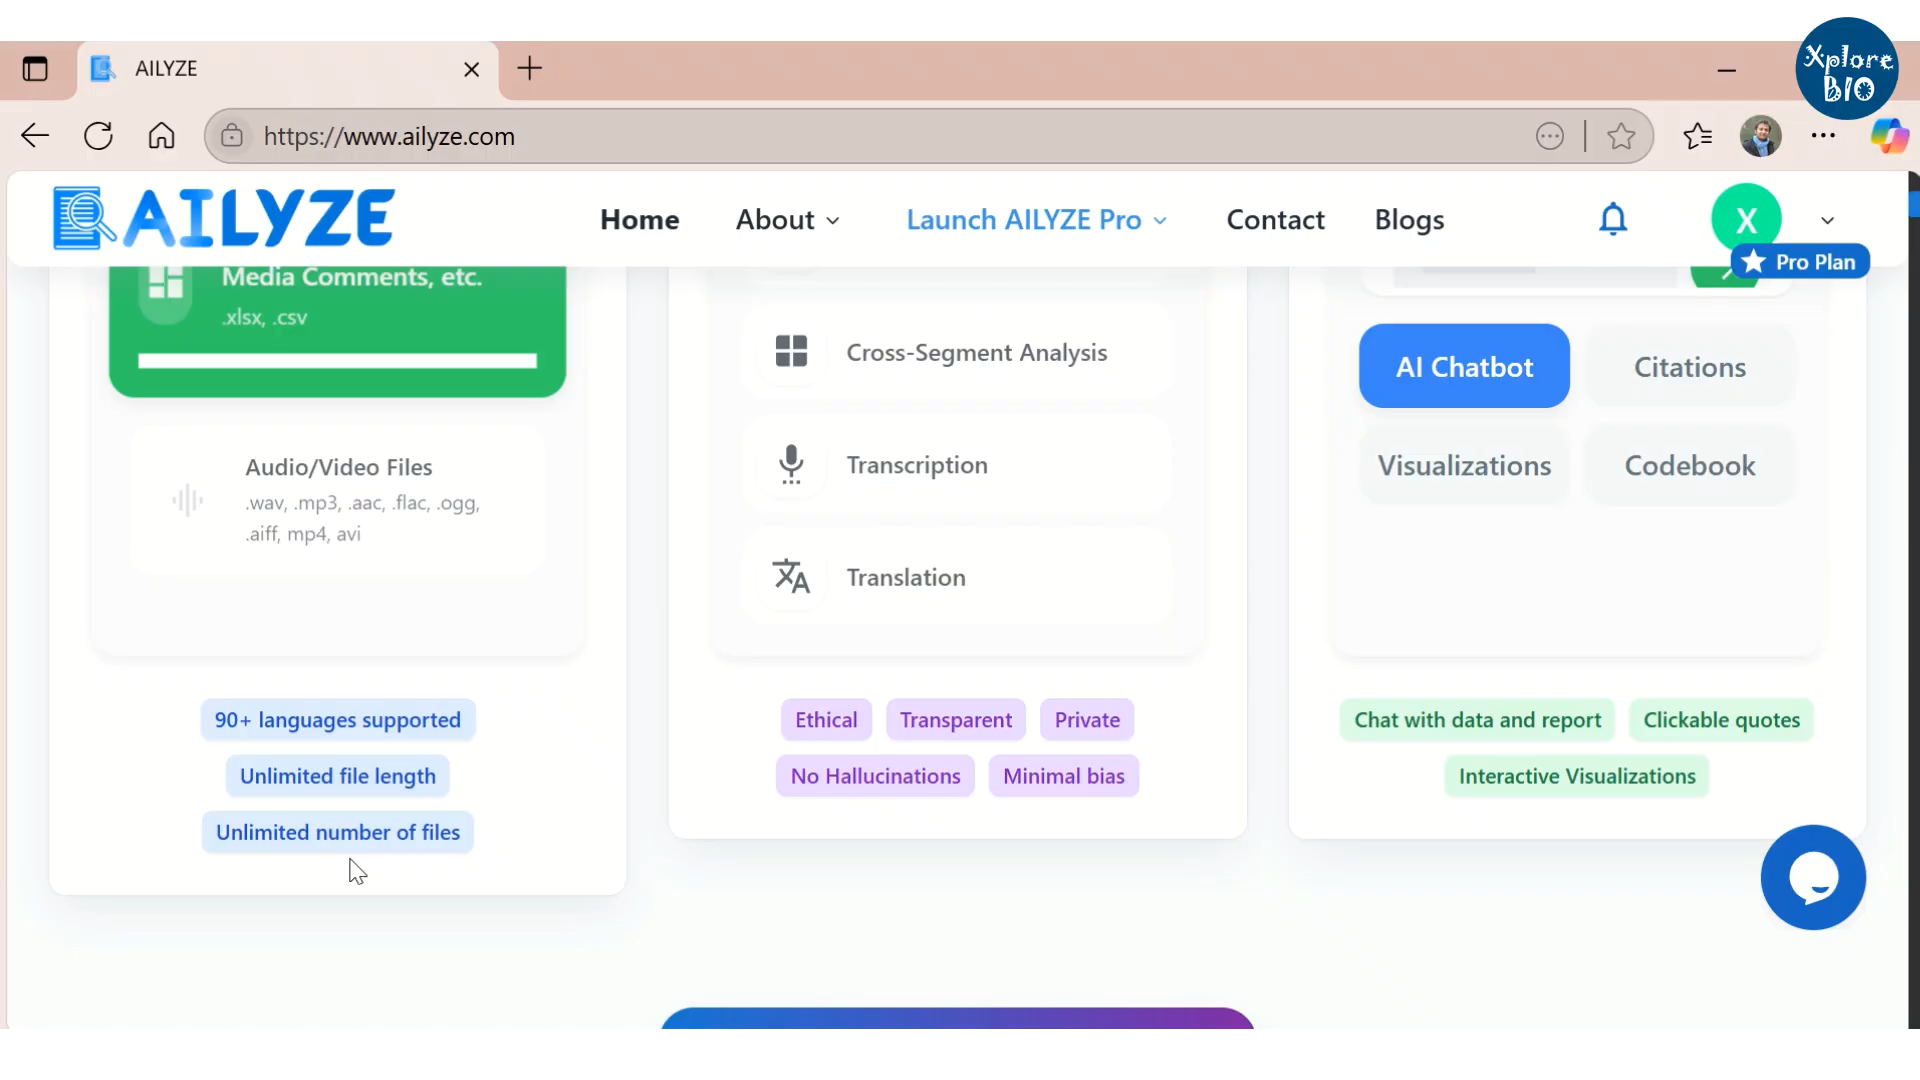 Xplore
BIO
AILYZE
https://www.ailyze.com
AILYZE
Home
About
Launch AILYZE Pro
Contact
Blogs
X
Pro Plan
Media Comments, etc.
.xlsx, .csv
Audio/Video Files
.wav, .mp3, .aac, .flac, .ogg,
.aiff, mp4, avi
90+ languages supported
Unlimited file length
Unlimited number of files
Cross-Segment Analysis
Transcription
Translation
Ethical
Transparent
Private
No Hallucinations
Minimal bias
AI Chatbot
Citations
Visualizations
Codebook
Chat with data and report
Clickable quotes
Interactive Visualizations